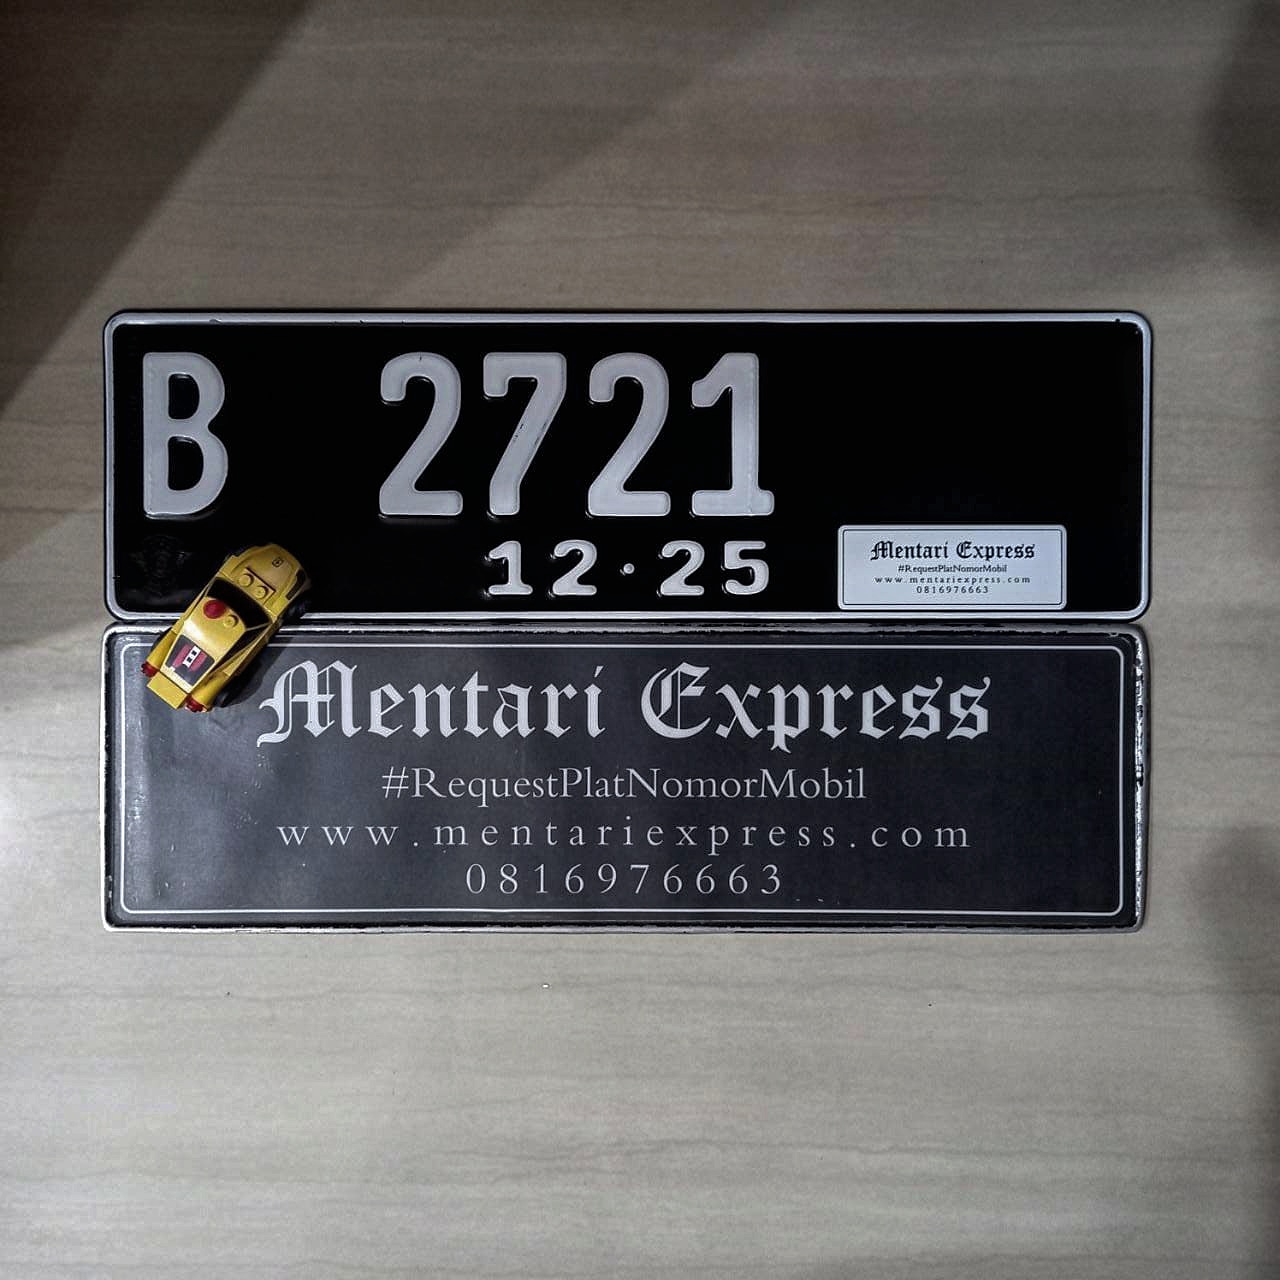 B 2721
12·25
Mentari Express
#RequestPlatNomorMobil
www.mentariexpress.com
0816976663
Mentari Express
#RequestPlatNomorMobil
www.mentariexpress.com
0816976663